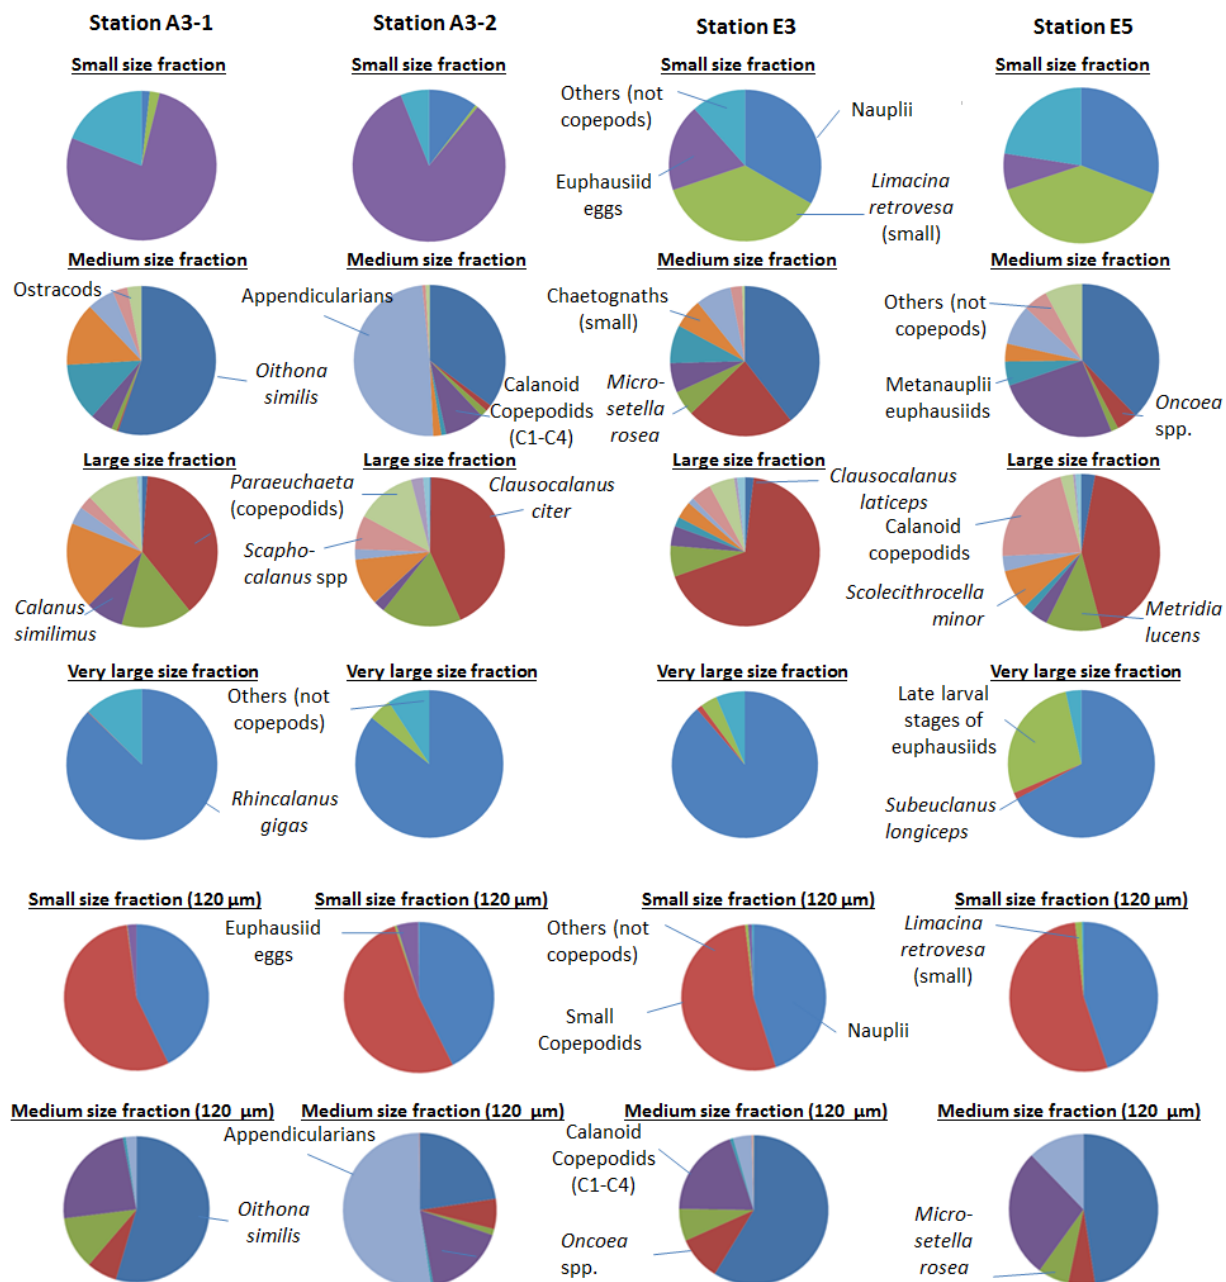 Station A3-1
Station A3-2
Station E3
Station E5
Small size fraction
Small size fraction
Small size fraction
Small size fraction
Others (not
copepods)
Nauplii
Euphausiid
eggs
Limacina
retrovesa
(small)
Medium size fraction
Medium size fraction
Medium size fraction
Medium size fraction
Ostracods
Oithona
similis
Appendicularians
Calanoid
Copepodids
(C1-C4)
Chaetognaths
(small)
Micro-
setella
rosea
Others (not
copepods)
Metanauplii
euphausiids
Oncoea
spp.
Large size fraction
Large size fraction
Large size fraction
Large size fraction
Calanus
similimus
Paraeuchaeta
(copepodids)
Scapho-
calanus spp
Clausocalanus
citer
Clausocalanus
laticeps
Calanoid
copepodids
Scolecithrocella
minor
Metridia
lucens
Very large size fraction
Very large size fraction
Very large size fraction
Very large size fraction
Rhincalanus
gigas
Others (not
copepods)
Late larval
stages of
euphausiids
Subeuclanus
longiceps
Small size fraction (120 µm)
Small size fraction (120 µm)
Small size fraction (120 µm)
Small size fraction (120 µm)
Euphausiid
eggs
Others (not
copepods)
Small
Copepodids
Nauplii
Limacina
retrovesa
(small)
Medium size fraction (120 µm)
Medium size fraction (120 µm)
Medium size fraction (120 µm)
Medium size fraction (120 µm)
Oithona
similis
Appendicularians
Calanoid
Copepodids
(C1-C4)
Oncoea
spp.
Micro-
setella
rosea